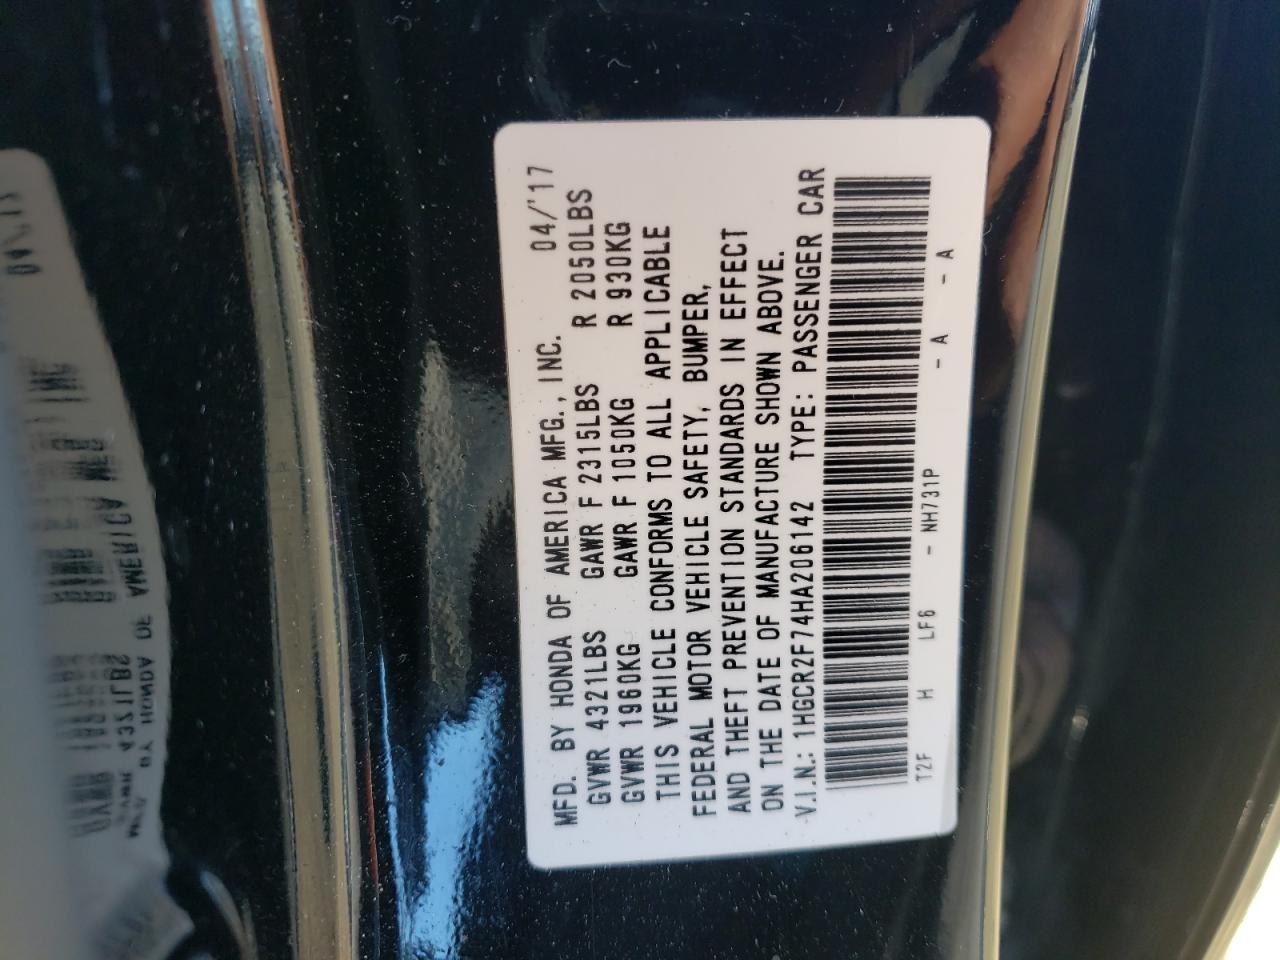 MFD. BY HONDA OF AMERICA MFG., INC. 04/'17
GVWR 4321LBS GAWR F 2315LBS R 2050LBS
GVWR 1960KG GAWR F 1050KG R 930KG
THIS VEHICLE CONFORMS TO ALL APPLICABLE
FEDERAL MOTOR VEHICLE SAFETY, BUMPER,
AND THEFT PREVENTION STANDARDS IN EFFECT
ON THE DATE OF MANUFACTURE SHOWN ABOVE.
V.I.N.: 1HGCR2F74HA206142 TYPE: PASSENGER CAR
T2F H LF6 - NH731P - A - A